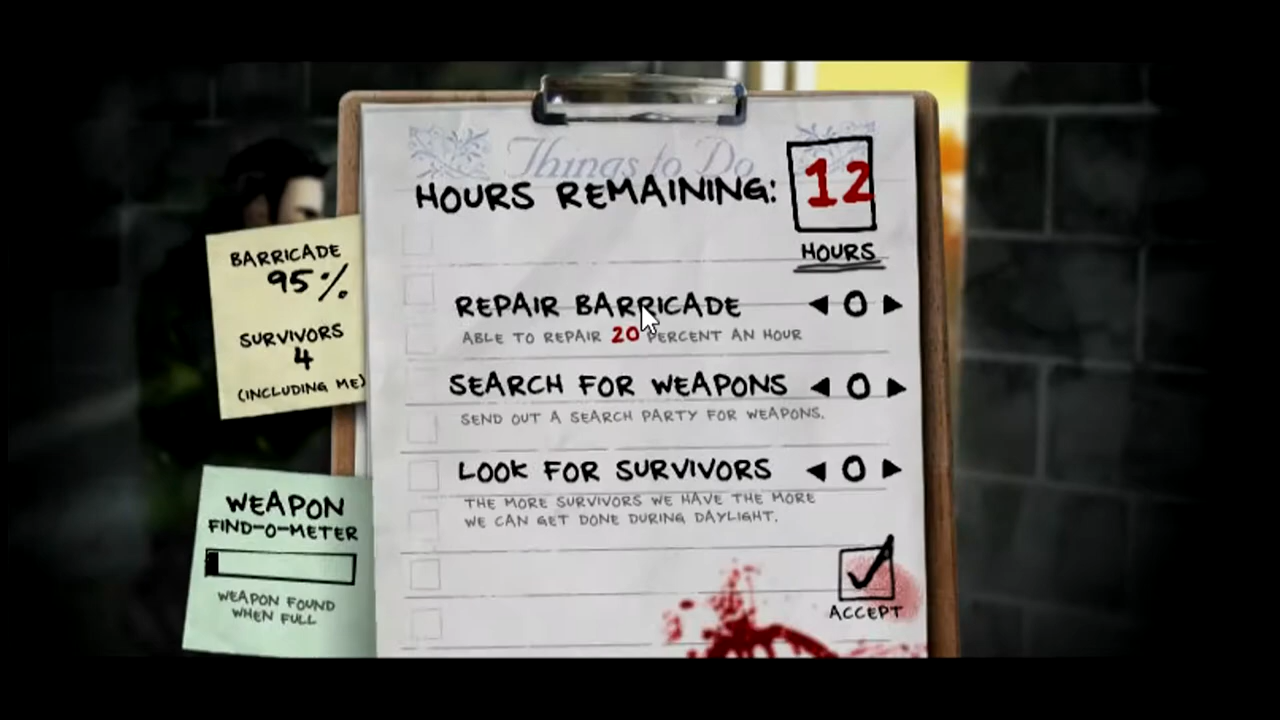 Things to Do
HOURS REMAINING: 12
HOURS
BARRICADE
95%
SURVIVORS
4
(INCLUDING ME)
REPAIR BARRICADE ◀ 0 ▶
ABLE TO REPAIR 20 PERCENT AN HOUR
SEARCH FOR WEAPONS ◀ 0 ▶
SEND OUT A SEARCH PARTY FOR WEAPONS.
LOOK FOR SURVIVORS ◀ 0 ▶
THE MORE SURVIVORS WE HAVE THE MORE
WE CAN GET DONE DURING DAYLIGHT.
WEAPON
FIND-O-METER
WEAPON FOUND
WHEN FULL
ACCEPT